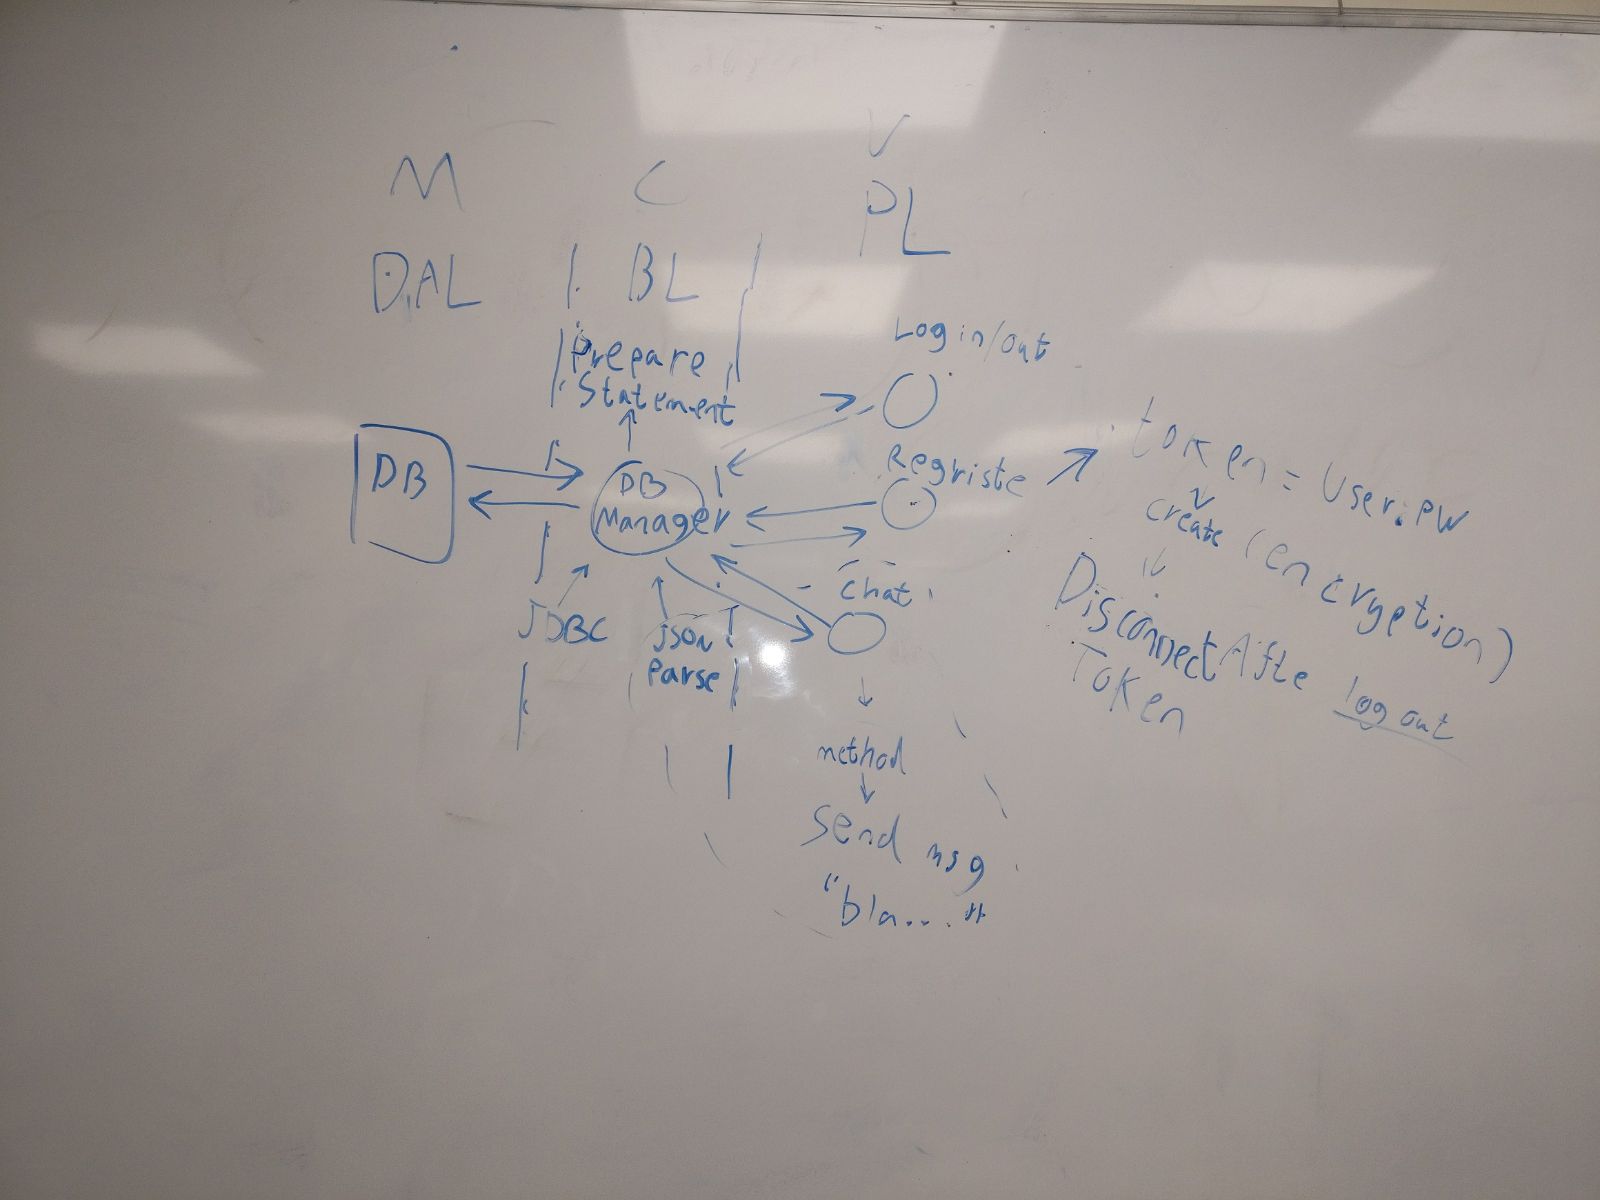 M C V
DAL BL PL
Prepare
Statement
Log in/out
DB
DB
Manager
Regriste
token = User:PW
create (encryption)
Disconnect Afte log out
Token
JDBC
JSON
Parse
Chat
method
Send msg
"bla..."